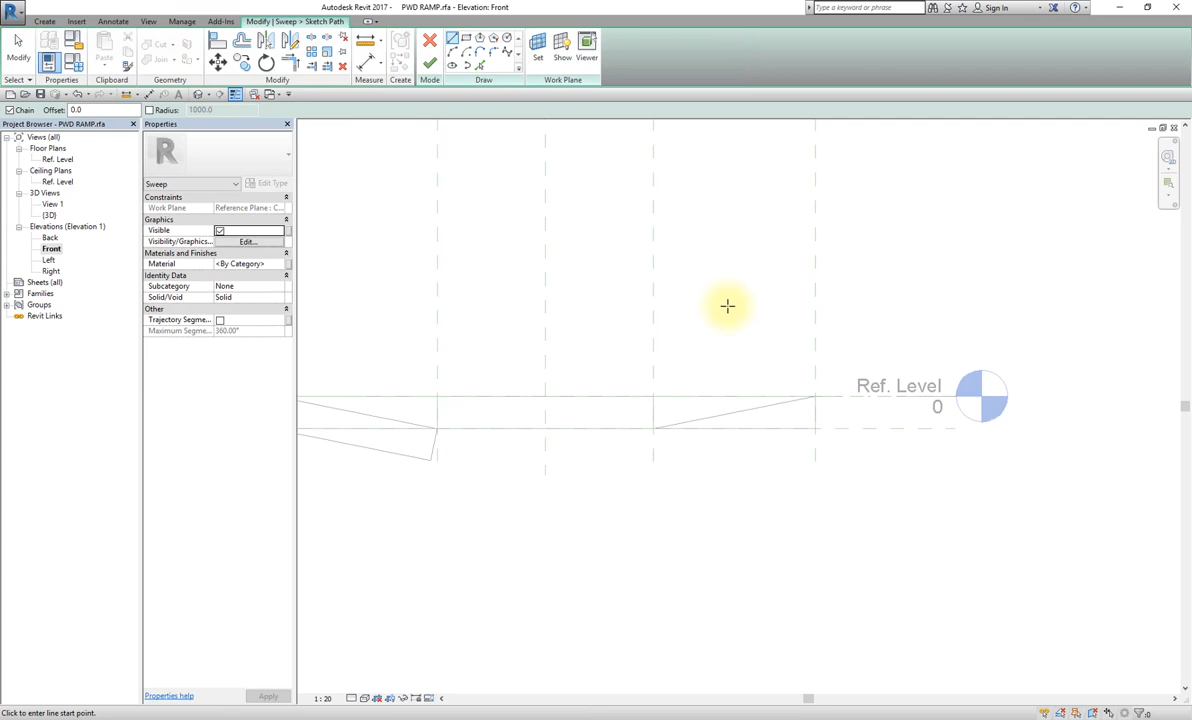 Autodesk Revit 2017 - PWD RAMP.rfa - Elevation: Front
Type a keyword or phrase
Sign In
Create Insert Annotate View Manage Add-Ins Modify | Sweep > Sketch Path
Modify Paste Cut Join Set Show Viewer
Select Properties Clipboard Geometry Modify Measure Create Mode Draw Work Plane
Chain Offset: 0.0 Radius: 1000.0
Project Browser - PWD RAMP.rfa
Views (all)
Floor Plans
Ref. Level
Ceiling Plans
Ref. Level
3D Views
View 1
{3D}
Elevations (Elevation 1)
Back
Front
Left
Right
Sheets (all)
Families
Groups
Revit Links
Properties
R
Sweep Edit Type
Constraints
Work Plane Reference Plane : C...
Graphics
Visible
Visibility/Graphics... Edit...
Materials and Finishes
Material <By Category>
Identity Data
Subcategory None
Solid/Void Solid
Other
Trajectory Segme...
Maximum Segme... 360.00°
Properties help Apply
Ref. Level
0
1 : 20
Click to enter line start point.
:0